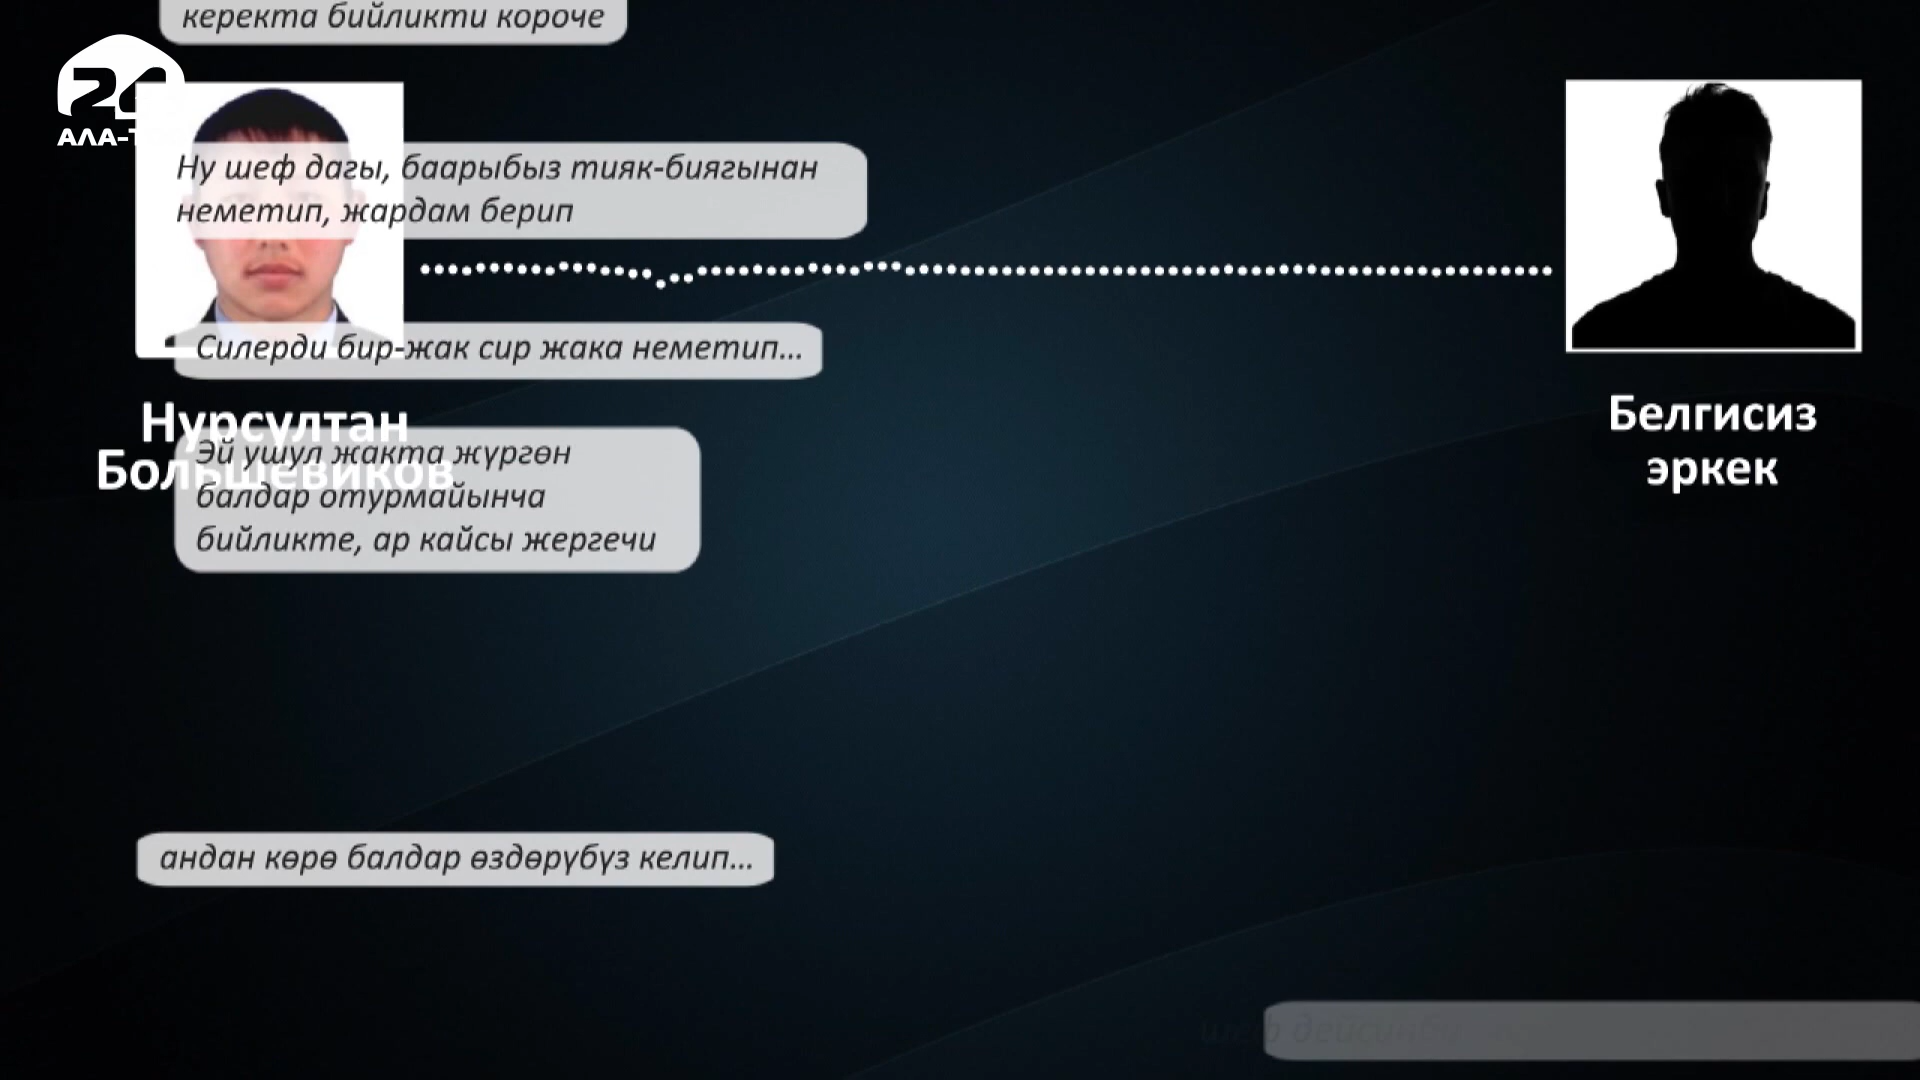 керекта бийликти короче
24
АЛА-Т
Ну шеф дагы, баарыбыз тияк-биягынан
неметип, жардам берип
Силерди бир-жак сир жака неметип...
Нурсултан
Большевиков
Эй ушул жакта жүргөн
балдар отурмайынча
бийликте, ар кайсы жергечи
Белгисиз
эркек
андан көрө балдар өздөрүбүз келип...